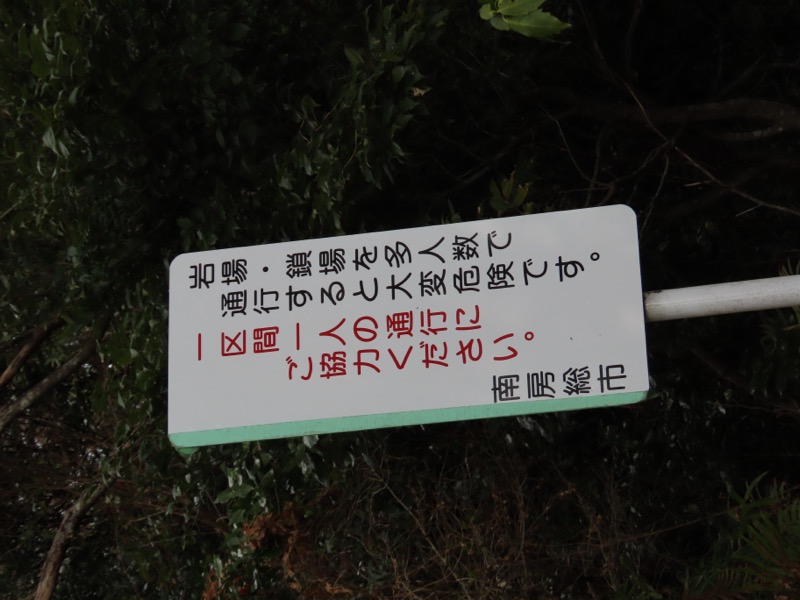 岩場・鎖場を多人数で
通行すると大変危険です。
一区間一人の通行に
ご協力ください。
南房総市